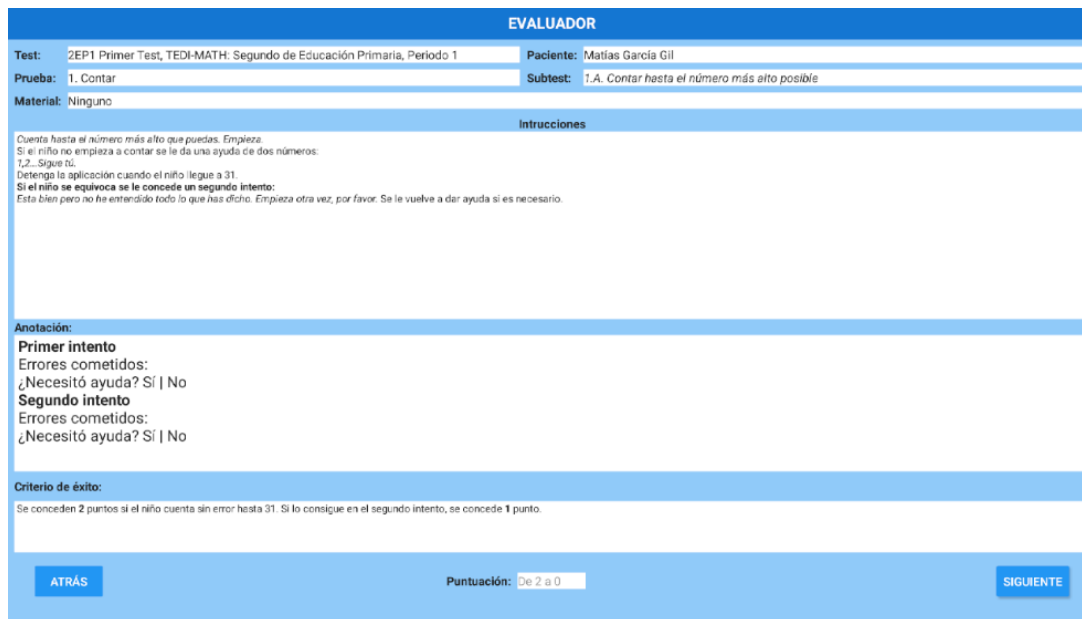 EVALUADOR
Test: 2EP1 Primer Test, TEDI-MATH: Segundo de Educación Primaria, Periodo 1
Paciente: Matías García Gil
Prueba: 1. Contar
Subtest: 1.A. Contar hasta el número más alto posible
Material: Ninguno
Intrucciones
Cuenta hasta el número más alto que puedas. Empieza.
Si el niño no empieza a contar se le da una ayuda de dos números:
1,2...Sigue tú.
Detenga la aplicación cuando el niño llegue a 31.
Si el niño se equivoca se le concede un segundo intento:
Esta bien pero no he entendido todo lo que has dicho. Empieza otra vez, por favor. Se le vuelve a dar ayuda si es necesario.
Anotación:
Primer intento
Errores cometidos:
¿Necesitó ayuda? Sí | No
Segundo intento
Errores cometidos:
¿Necesitó ayuda? Sí | No
Criterio de éxito:
Se conceden 2 puntos si el niño cuenta sin error hasta 31. Si lo consigue en el segundo intento, se concede 1 punto.
ATRÁS
Puntuación: De 2 a 0
SIGUIENTE